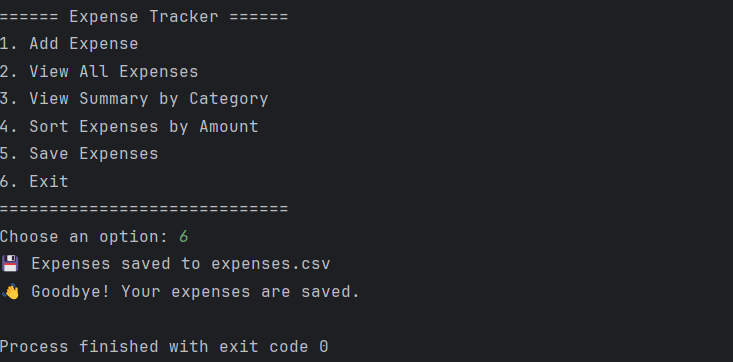 ====== Expense Tracker ======
1. Add Expense
2. View All Expenses
3. View Summary by Category
4. Sort Expenses by Amount
5. Save Expenses
6. Exit
=============================
Choose an option: 6
💾 Expenses saved to expenses.csv
👋 Goodbye! Your expenses are saved.

Process finished with exit code 0